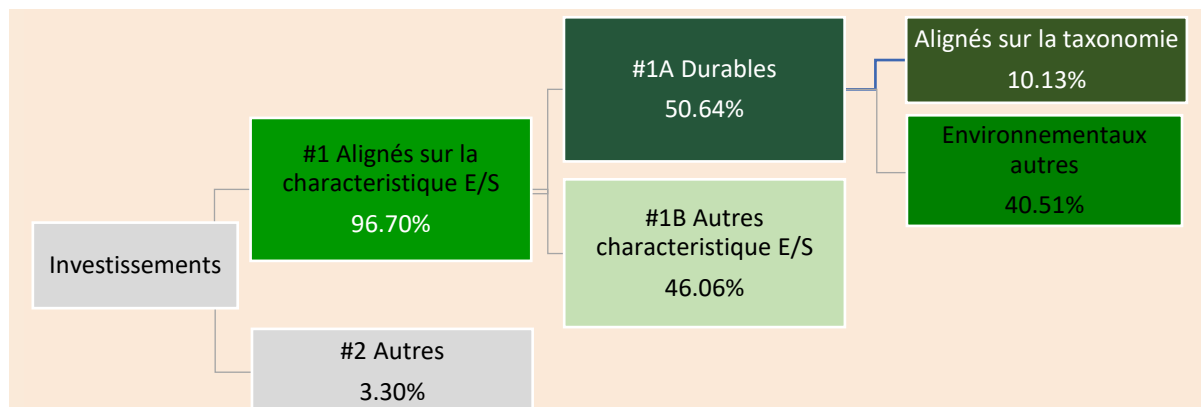 Investissements
#1 Alignés sur la
characteristique E/S
96.70%
#2 Autres
3.30%
#1A Durables
50.64%
#1B Autres
characteristique E/S
46.06%
Alignés sur la taxonomie
10.13%
Environnementaux
autres
40.51%